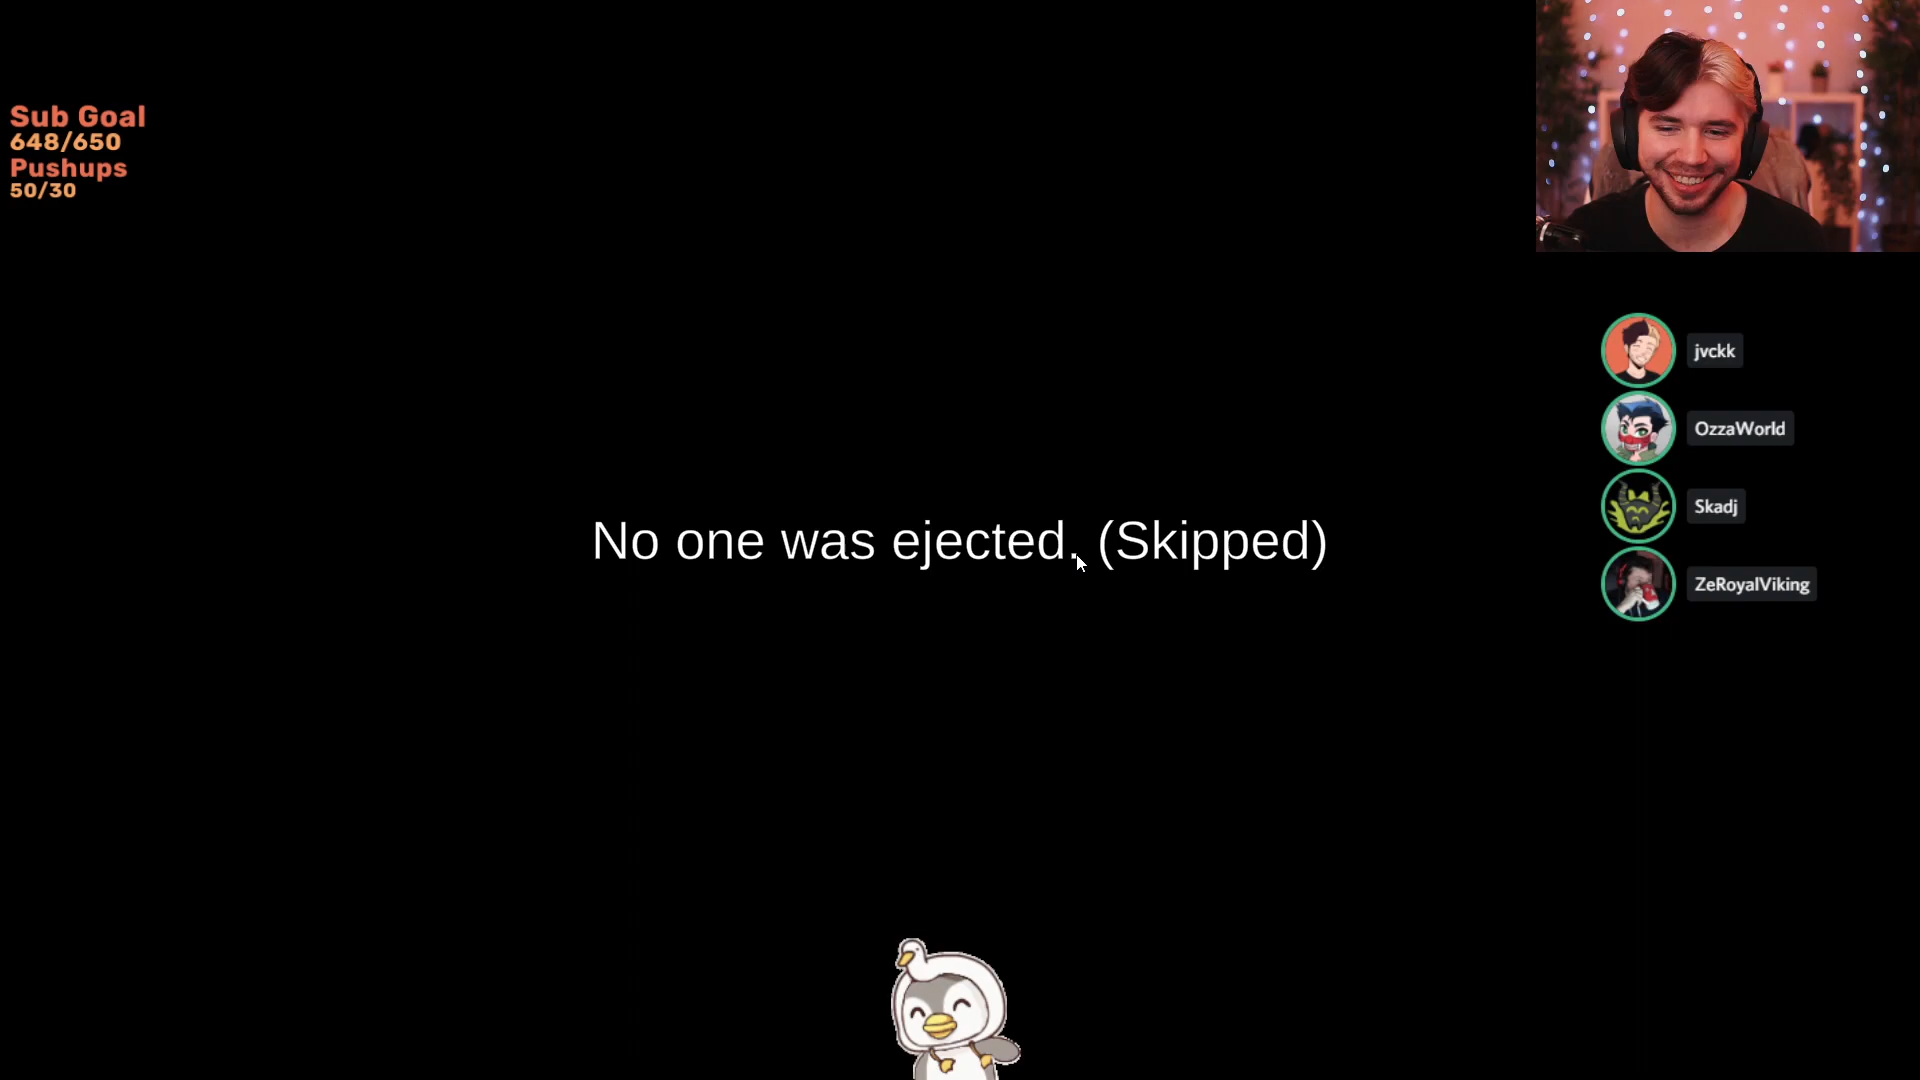 Sub Goal
648/650
Pushups
50/30
No one was ejected. (Skipped)
jvckk
OzzaWorld
Skadj
ZeRoyalViking